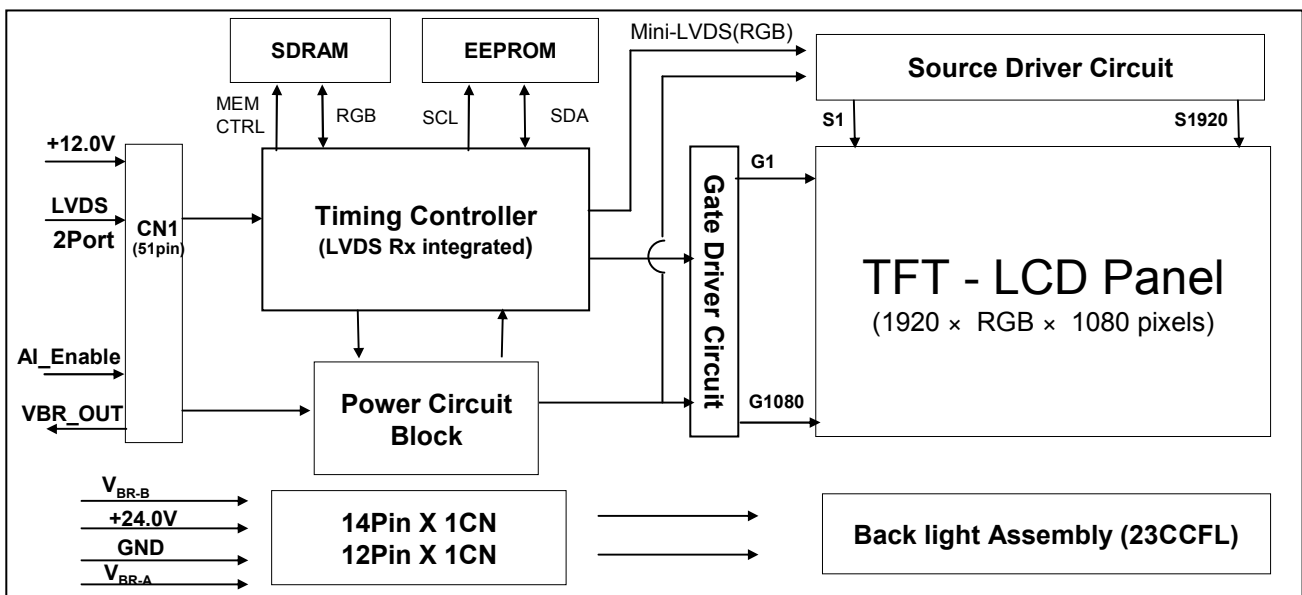 SDRAM
EEPROM
Mini-LVDS(RGB)
Source Driver Circuit
MEM
CTRL
RGB
SCL
SDA
S1
S1920
+12.0V
LVDS
2Port
CN1
(51pin)
Timing Controller
(LVDS Rx integrated)
G1
Gate Driver Circuit
TFT - LCD Panel
(1920 × RGB × 1080 pixels)
AI_Enable
VBR_OUT
Power Circuit
Block
G1080
VBR-B
+24.0V
GND
VBR-A
14Pin X 1CN
12Pin X 1CN
Back light Assembly (23CCFL)